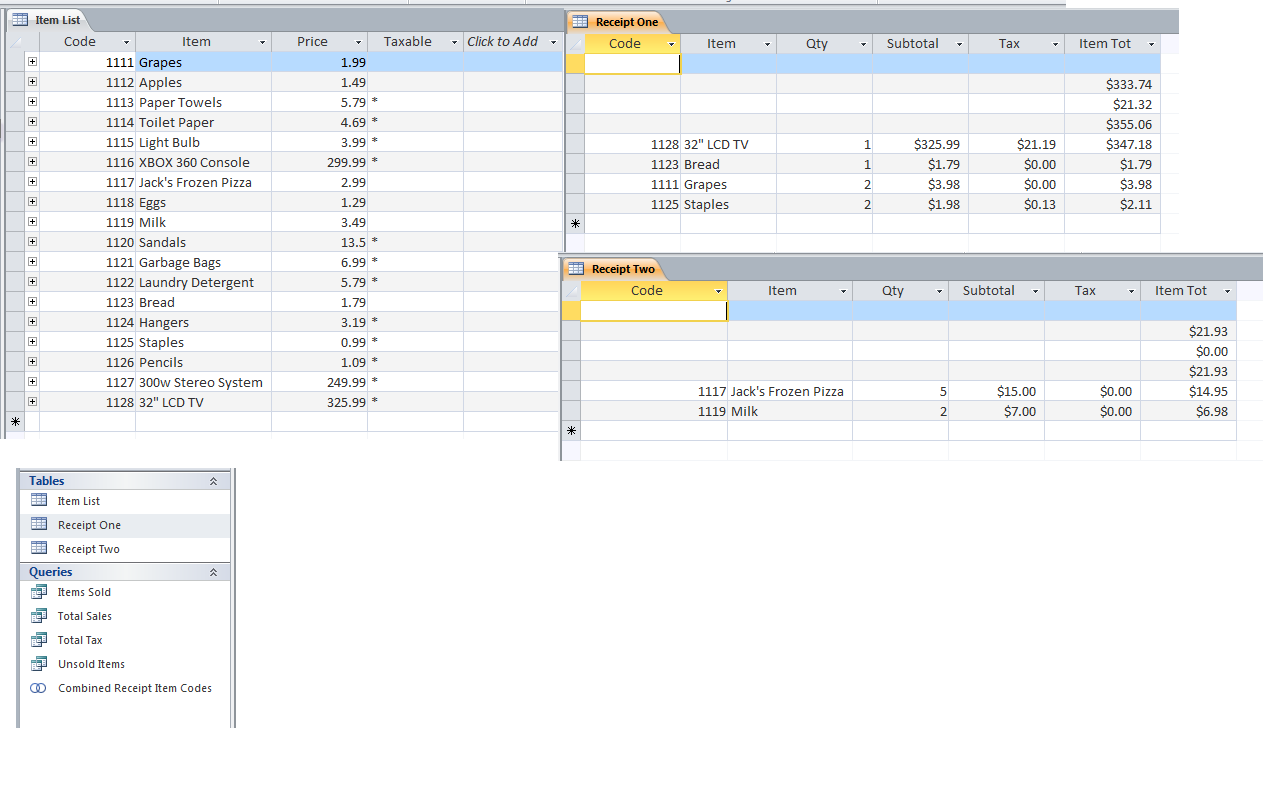 Item List
Code Item Price Taxable Click to Add
1111 Grapes 1.99
1112 Apples 1.49
1113 Paper Towels 5.79 *
1114 Toilet Paper 4.69 *
1115 Light Bulb 3.99 *
1116 XBOX 360 Console 299.99 *
1117 Jack's Frozen Pizza 2.99
1118 Eggs 1.29
1119 Milk 3.49
1120 Sandals 13.5 *
1121 Garbage Bags 6.99 *
1122 Laundry Detergent 5.79 *
1123 Bread 1.79
1124 Hangers 3.19 *
1125 Staples 0.99 *
1126 Pencils 1.09 *
1127 300w Stereo System 249.99 *
1128 32" LCD TV 325.99 *
Receipt One
Code Item Qty Subtotal Tax Item Tot
$333.74
$21.32
$355.06
1128 32" LCD TV 1 $325.99 $21.19 $347.18
1123 Bread 1 $1.79 $0.00 $1.79
1111 Grapes 2 $3.98 $0.00 $3.98
1125 Staples 2 $1.98 $0.13 $2.11
Receipt Two
Code Item Qty Subtotal Tax Item Tot
$21.93
$0.00
$21.93
1117 Jack's Frozen Pizza 5 $15.00 $0.00 $14.95
1119 Milk 2 $7.00 $0.00 $6.98
Tables
Item List
Receipt One
Receipt Two
Queries
Items Sold
Total Sales
Total Tax
Unsold Items
Combined Receipt Item Codes